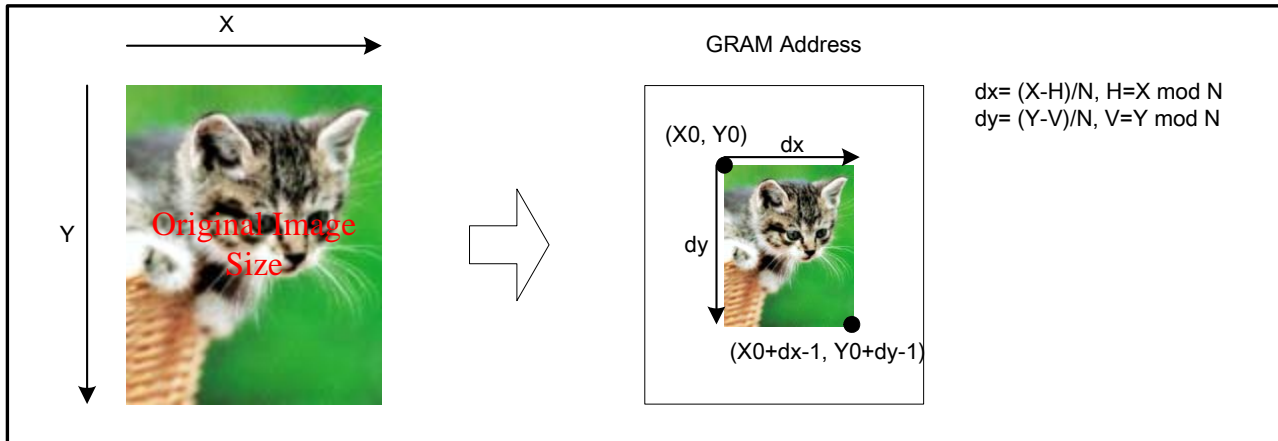 X
Y
Original Image
Size
GRAM Address
(X0, Y0)
dx
dy
(X0+dx-1, Y0+dy-1)
dx= (X-H)/N, H=X mod N
dy= (Y-V)/N, V=Y mod N